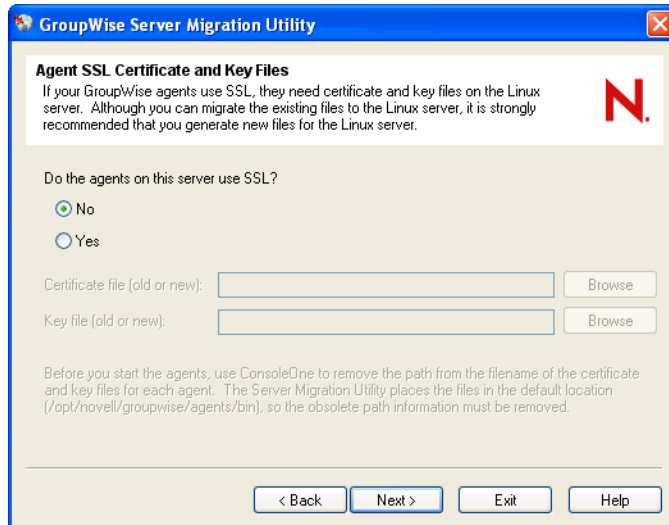 GroupWise Server Migration Utility
Agent SSL Certificate and Key Files
If your GroupWise agents use SSL, they need certificate and key files on the Linux
server. Although you can migrate the existing files to the Linux server, it is strongly
recommended that you generate new files for the Linux server.
N.
Do the agents on this server use SSL?
No
Yes
Certificate file (old or new):
Browse
Key file (old or new):
Browse
Before you start the agents, use ConsoleOne to remove the path from the filename of the certificate
and key files for each agent. The Server Migration Utility places the files in the default location
(/opt/novell/groupwise/agents/bin), so the obsolete path information must be removed.
< Back
Next >
Exit
Help